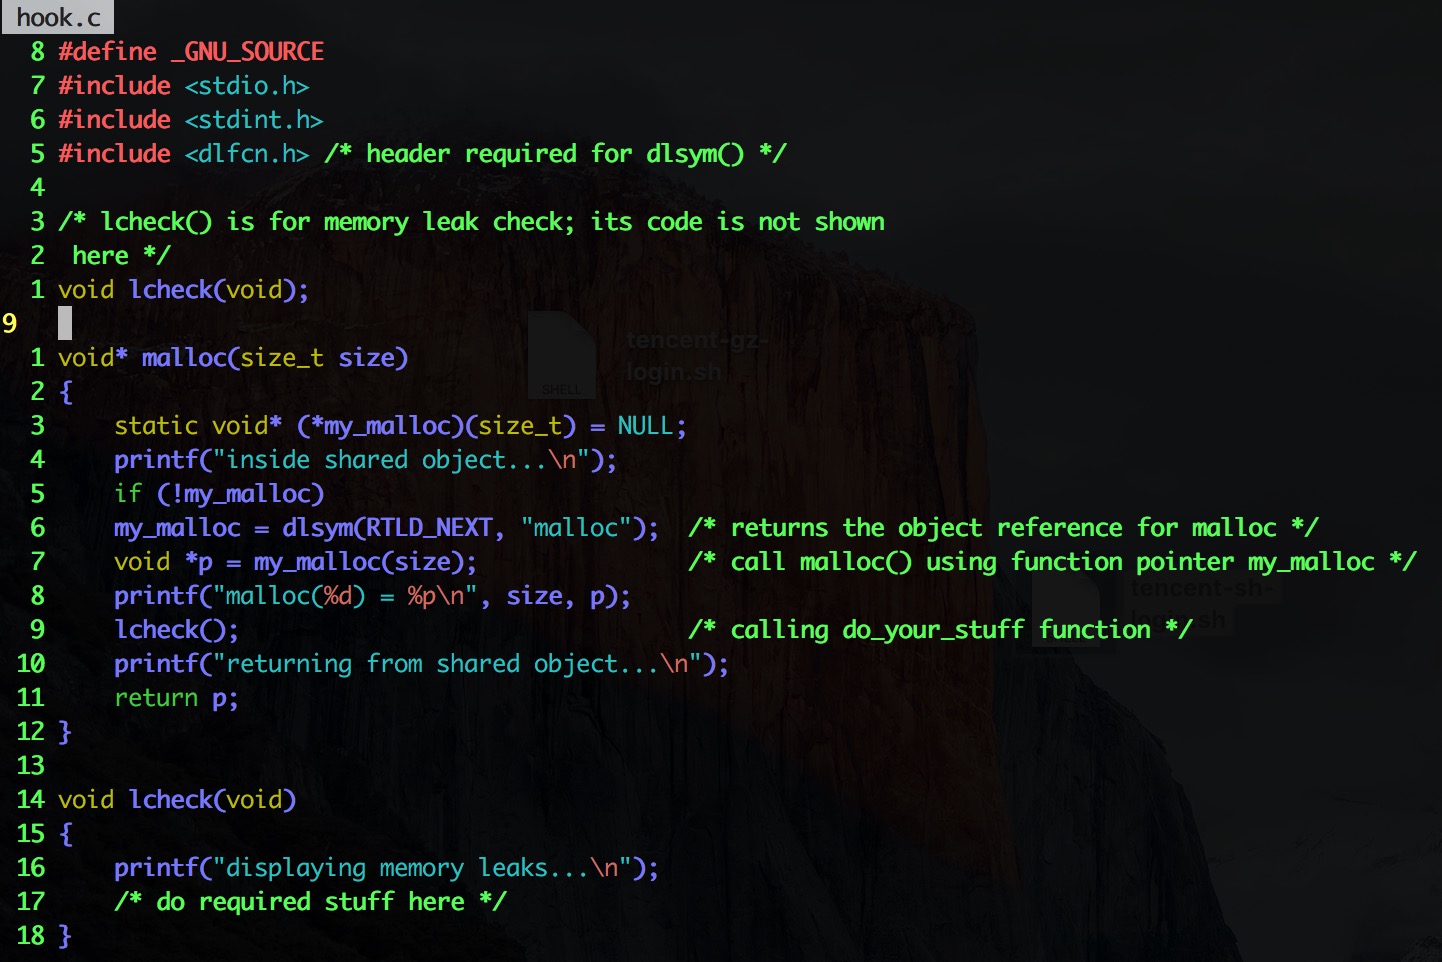 hook.c
8 #define _GNU_SOURCE
7 #include <stdio.h>
6 #include <stdint.h>
5 #include <dlfcn.h> /* header required for dlsym() */
4
3 /* lcheck() is for memory leak check; its code is not shown
2  here */
1 void lcheck(void);
9
1 void* malloc(size_t size)
2 {
3     static void* (*my_malloc)(size_t) = NULL;
4     printf("inside shared object...\n");
5     if (!my_malloc)
6     my_malloc = dlsym(RTLD_NEXT, "malloc");  /* returns the object reference for malloc */
7     void *p = my_malloc(size);               /* call malloc() using function pointer my_malloc */
8     printf("malloc(%d) = %p\n", size, p);
9     lcheck();                                /* calling do_your_stuff function */
10     printf("returning from shared object...\n");
11     return p;
12 }
13
14 void lcheck(void)
15 {
16     printf("displaying memory leaks...\n");
17     /* do required stuff here */
18 }
SHELL
tencent-gz-
login.sh
tencent-sh-
login.sh